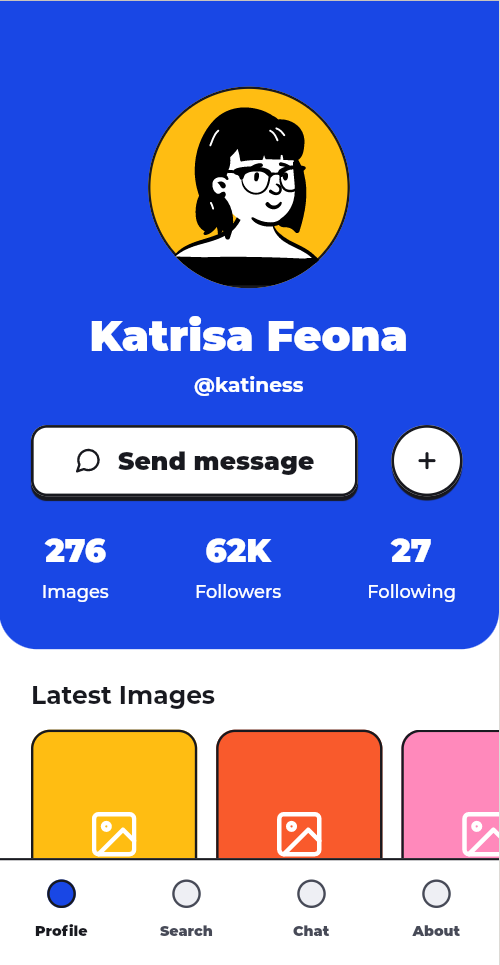 Katrisa Feona
@katiness
Send message
276 62K 27
Images Followers Following
Latest Images
Profile Search Chat About